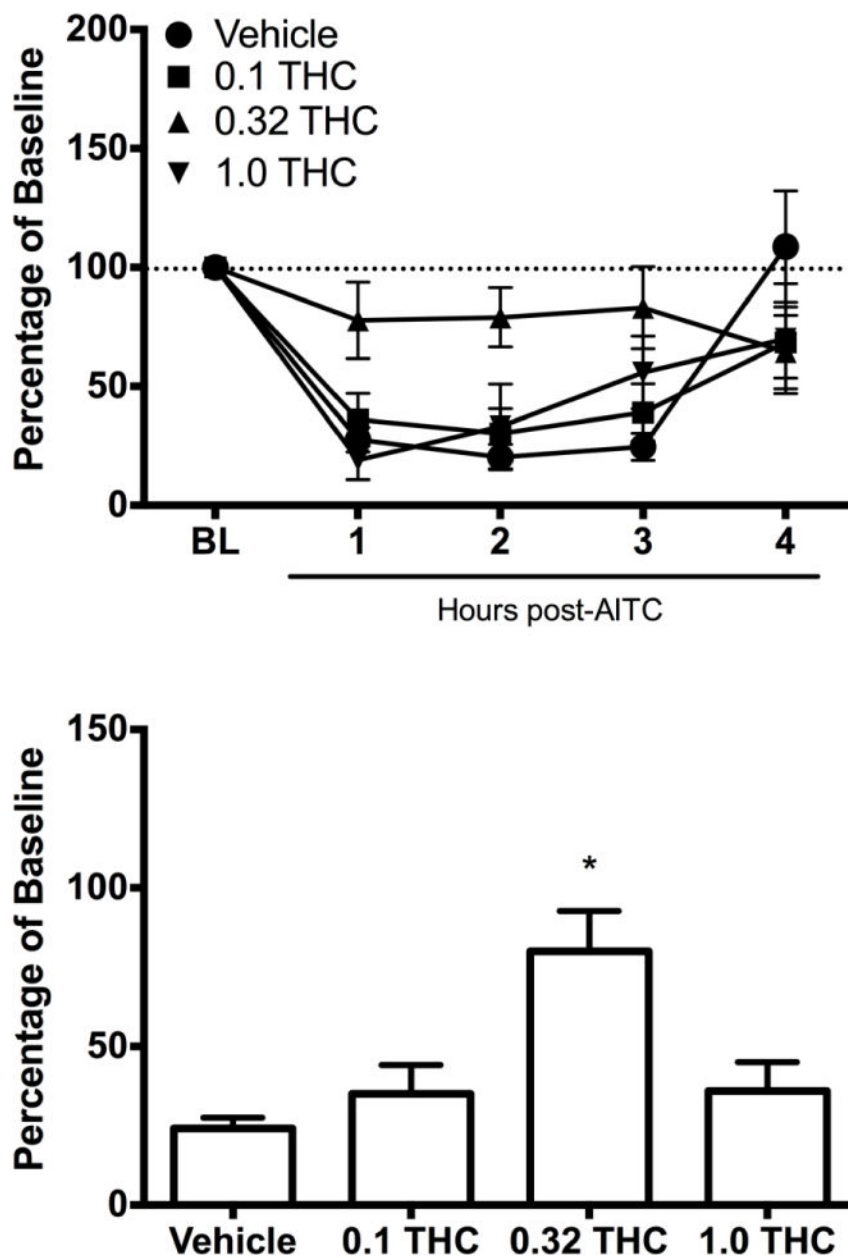 Percentage of Baseline
200
150
100
50
0
Vehicle
0.1 THC
0.32 THC
1.0 THC
BL 1 2 3 4
Hours post-AITC
Percentage of Baseline
150
100
50
0
*
Vehicle 0.1 THC 0.32 THC 1.0 THC